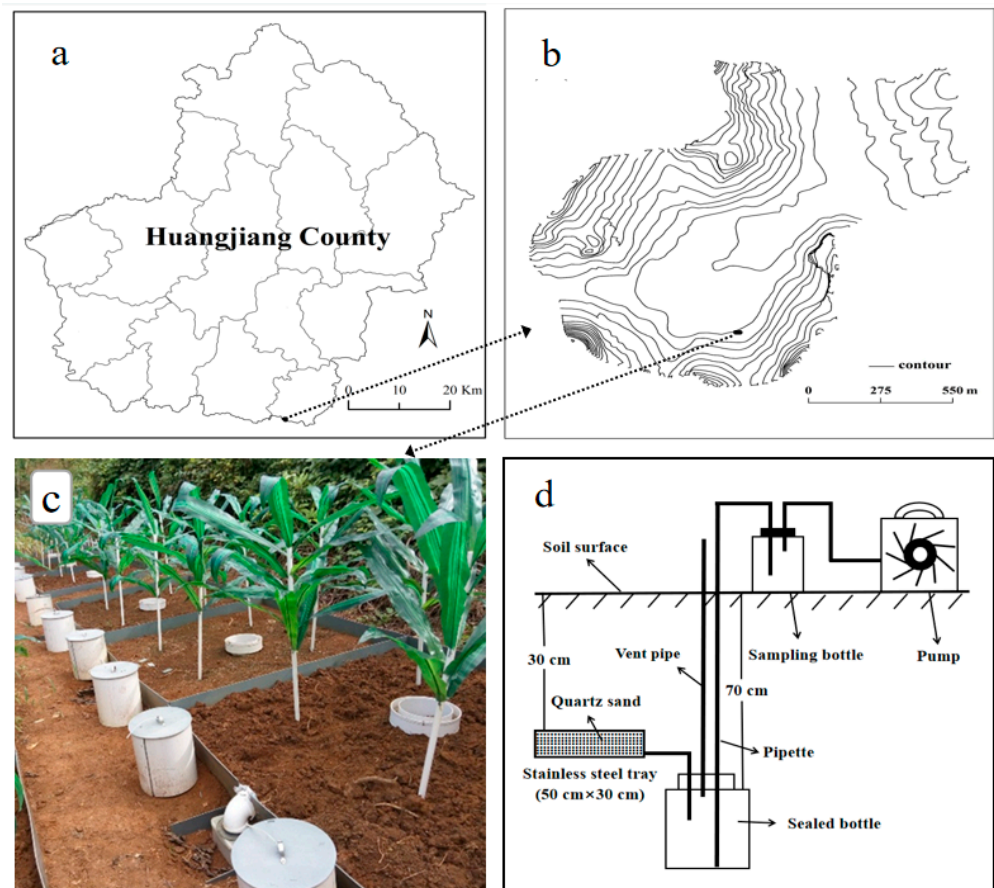 a
Huangjiang County
N
0 10 20 Km
b
contour
0 275 550 m
c
d
Soil surface
30 cm
Vent pipe
70 cm
Sampling bottle
Pump
Quartz sand
Pipette
Stainless steel tray
(50 cm×30 cm)
Sealed bottle